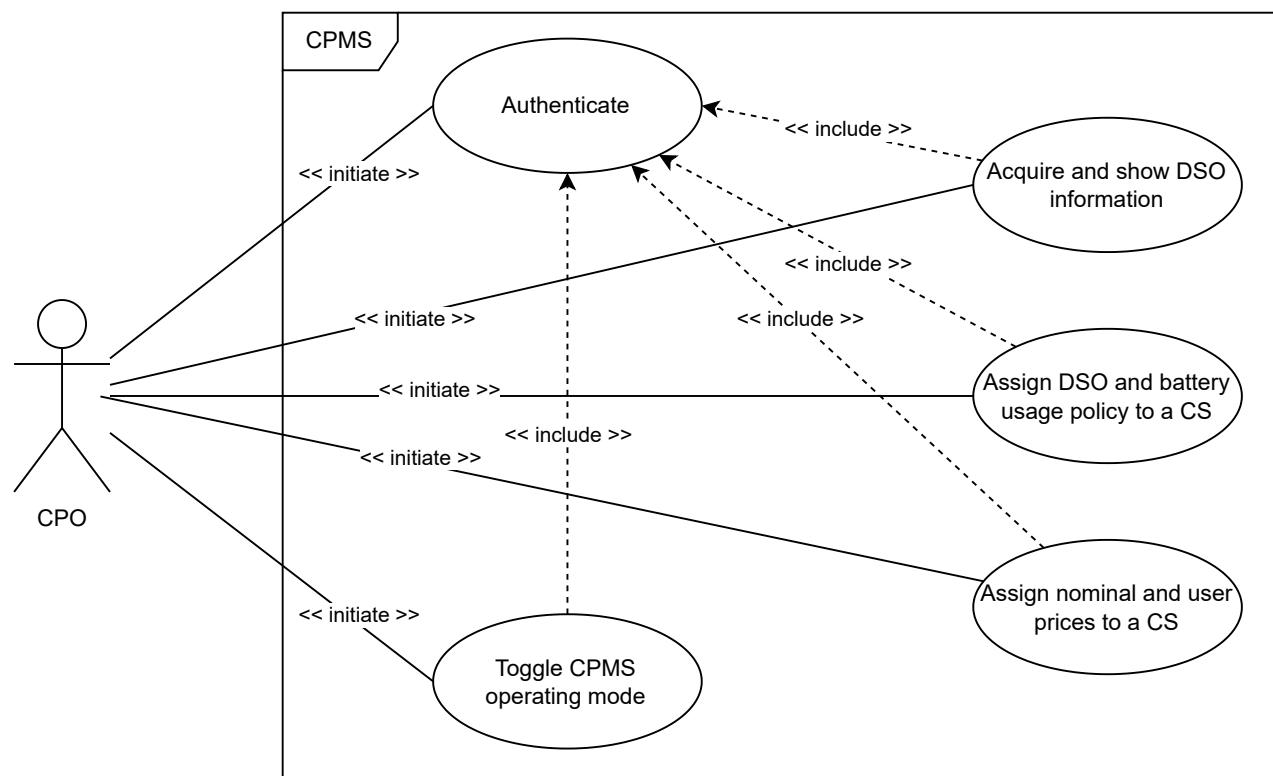 CPMS
Authenticate
<< include >>
<< initiate >>
Acquire and show DSO
information
<< include >>
<< initiate >>
<< include >>
<< initiate >>
Assign DSO and battery
usage policy to a CS
<< include >>
<< initiate >>
CPO
Assign nominal and user
prices to a CS
<< initiate >>
Toggle CPMS
operating mode